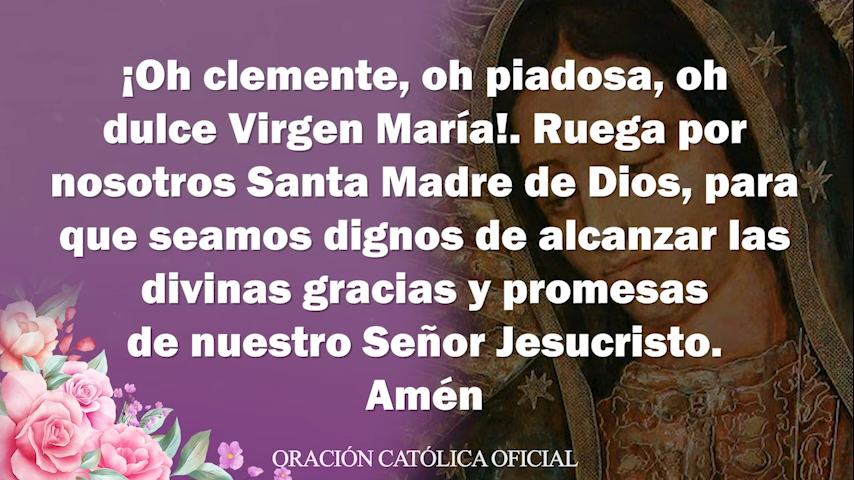 ¡Oh clemente, oh piadosa, oh
dulce Virgen María!. Ruega por
nosotros Santa Madre de Dios, para
que seamos dignos de alcanzar las
divinas gracias y promesas
de nuestro Señor Jesucristo.
Amén
ORACIÓN CATÓLICA OFICIAL